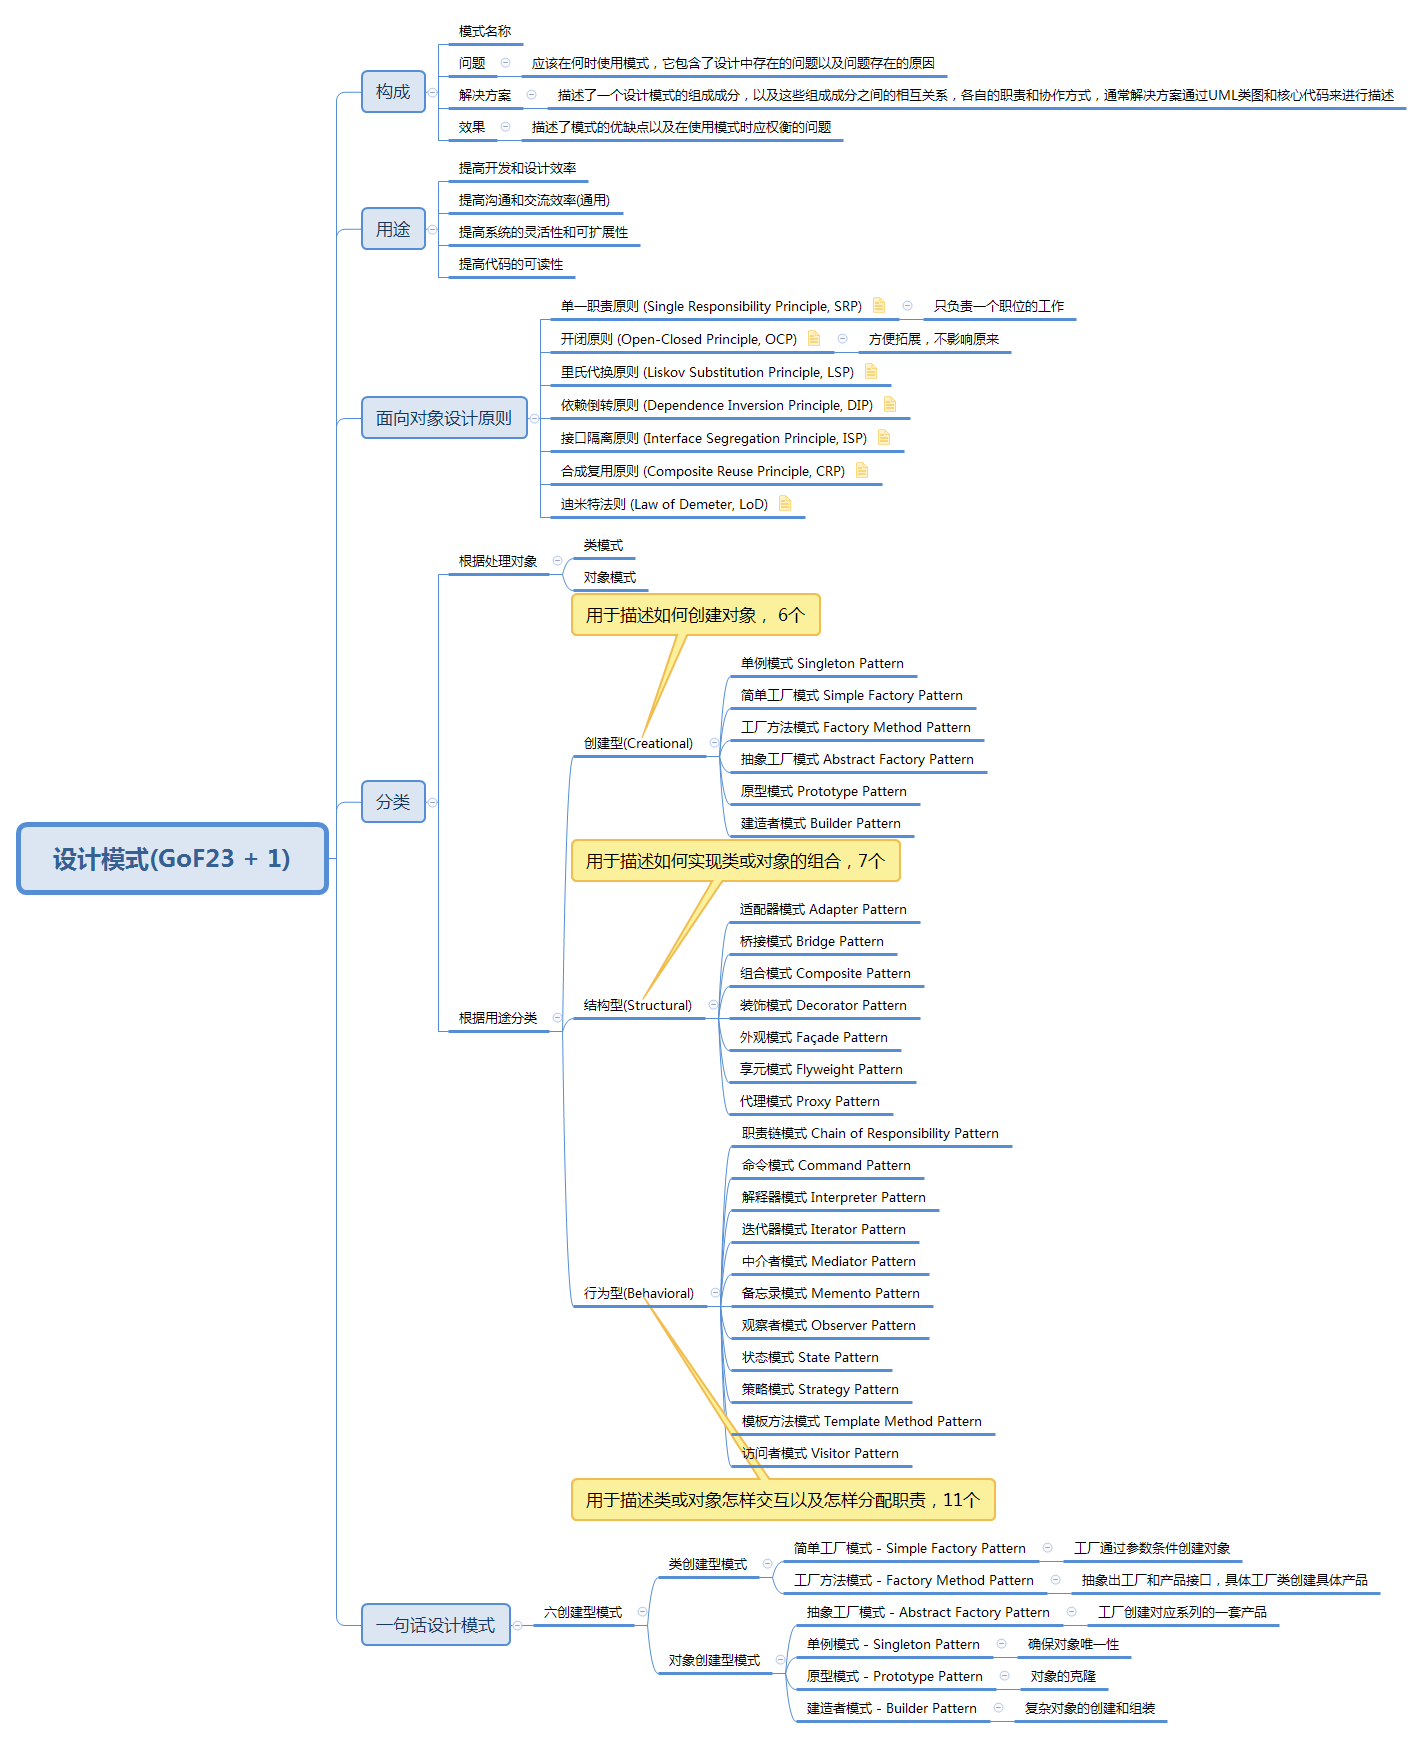 设计模式(GoF23 + 1)
构成
模式名称
问题
应该在何时使用模式，它包含了设计中存在的问题以及问题存在的原因
解决方案
描述了一个设计模式的组成成分，以及这些组成成分之间的相互关系，各自的职责和协作方式，通常解决方案通过UML类图和核心代码来进行描述
效果
描述了模式的优缺点以及在使用模式时应权衡的问题
用途
提高开发和设计效率
提高沟通和交流效率(通用)
提高系统的灵活性和可扩展性
提高代码的可读性
面向对象设计原则
单一职责原则 (Single Responsibility Principle, SRP)
只负责一个职位的工作
开闭原则 (Open-Closed Principle, OCP)
方便拓展，不影响原来
里氏代换原则 (Liskov Substitution Principle, LSP)
依赖倒转原则 (Dependence Inversion Principle, DIP)
接口隔离原则 (Interface Segregation Principle, ISP)
合成复用原则 (Composite Reuse Principle, CRP)
迪米特法则 (Law of Demeter, LoD)
分类
根据处理对象
类模式
对象模式
根据用途分类
用于描述如何创建对象， 6个
创建型(Creational)
单例模式 Singleton Pattern
简单工厂模式 Simple Factory Pattern
工厂方法模式 Factory Method Pattern
抽象工厂模式 Abstract Factory Pattern
原型模式 Prototype Pattern
建造者模式 Builder Pattern
用于描述如何实现类或对象的组合，7个
结构型(Structural)
适配器模式 Adapter Pattern
桥接模式 Bridge Pattern
组合模式 Composite Pattern
装饰模式 Decorator Pattern
外观模式 Façade Pattern
享元模式 Flyweight Pattern
代理模式 Proxy Pattern
行为型(Behavioral)
职责链模式 Chain of Responsibility Pattern
命令模式 Command Pattern
解释器模式 Interpreter Pattern
迭代器模式 Iterator Pattern
中介者模式 Mediator Pattern
备忘录模式 Memento Pattern
观察者模式 Observer Pattern
状态模式 State Pattern
策略模式 Strategy Pattern
模板方法模式 Template Method Pattern
访问者模式 Visitor Pattern
用于描述类或对象怎样交互以及怎样分配职责，11个
一句话设计模式
六创建型模式
类创建型模式
简单工厂模式 - Simple Factory Pattern
工厂通过参数条件创建对象
工厂方法模式 - Factory Method Pattern
抽象出工厂和产品接口，具体工厂类创建具体产品
对象创建型模式
抽象工厂模式 - Abstract Factory Pattern
工厂创建对应系列的一套产品
单例模式 - Singleton Pattern
确保对象唯一性
原型模式 - Prototype Pattern
对象的克隆
建造者模式 - Builder Pattern
复杂对象的创建和组装